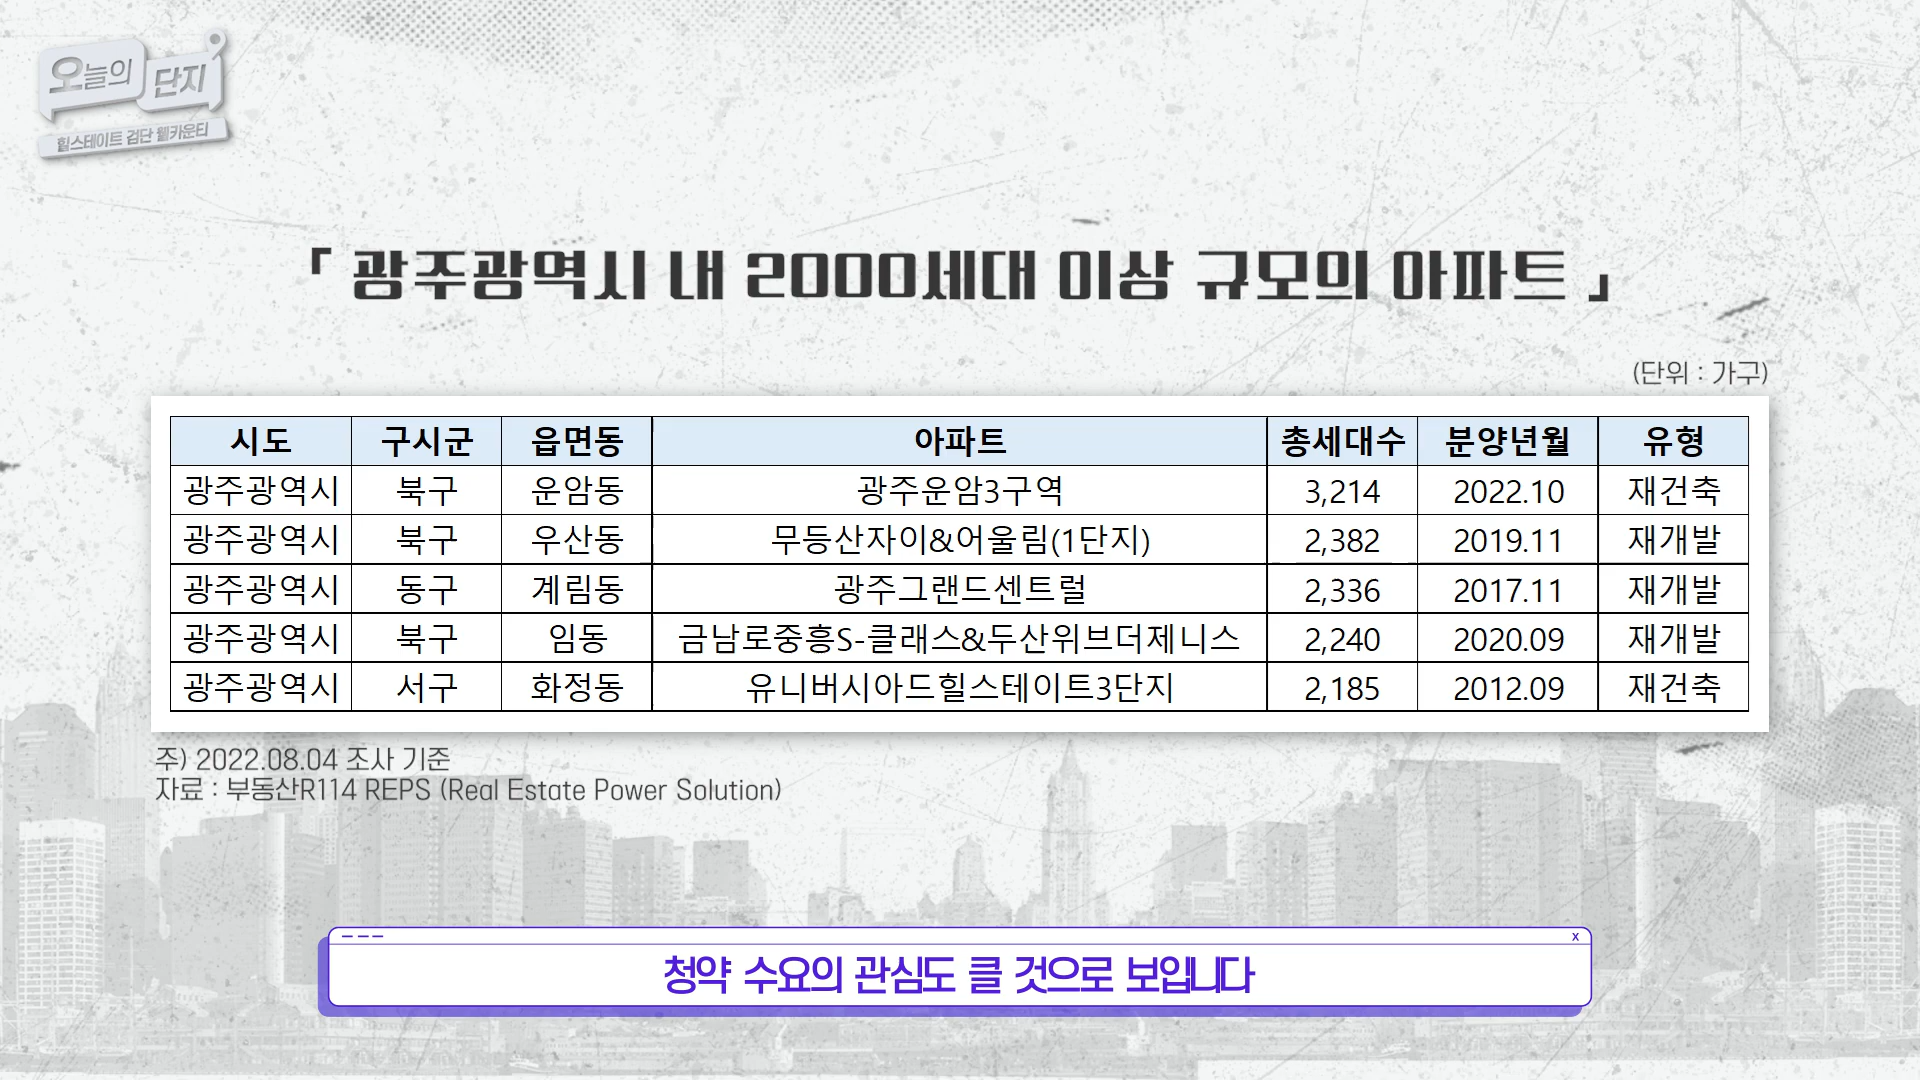 오늘의 단지
힐스테이트 검단 웰카운티
「 광주광역시 내 2000세대 이상 규모의 아파트 」
(단위 : 가구)
시도 구시군 읍면동 아파트 총세대수 분양년월 유형
광주광역시 북구 운암동 광주운암3구역 3,214 2022.10 재건축
광주광역시 북구 우산동 무등산자이&어울림(1단지) 2,382 2019.11 재개발
광주광역시 동구 계림동 광주그랜드센트럴 2,336 2017.11 재개발
광주광역시 북구 임동 금남로중흥S-클래스&두산위브더제니스 2,240 2020.09 재개발
광주광역시 서구 화정동 유니버시아드힐스테이트3단지 2,185 2012.09 재건축
주) 2022.08.04 조사 기준
자료 : 부동산R114 REPS (Real Estate Power Solution)
x
청약 수요의 관심도 클 것으로 보입니다